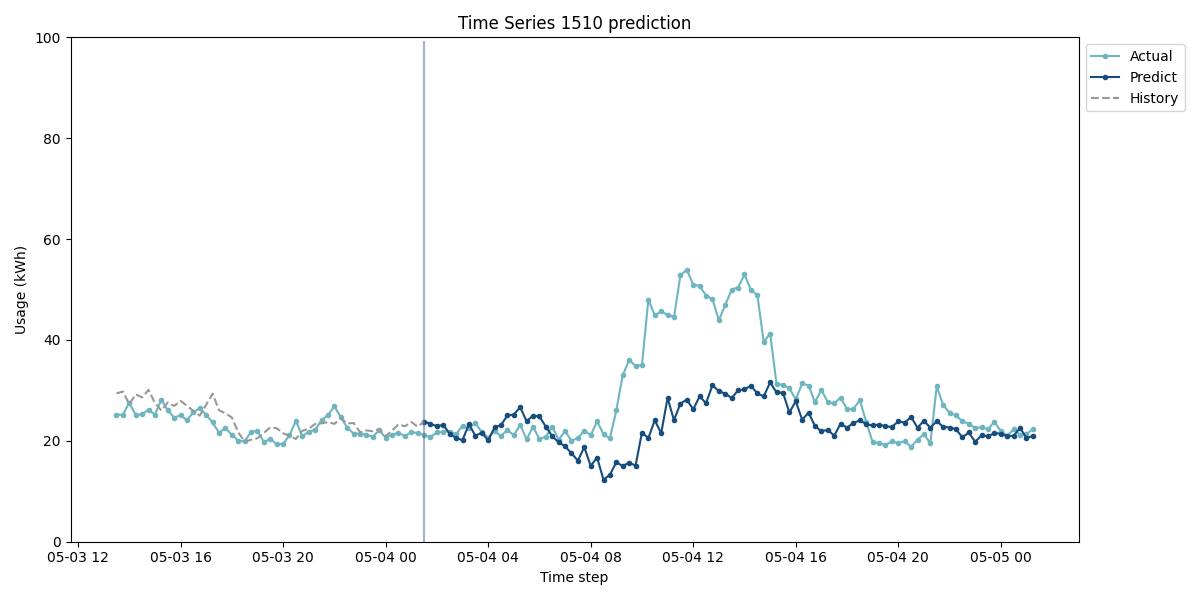 Time Series 1510 prediction
100
80
60
40
20
0
Usage (kWh)
05-03 12
05-03 16
05-03 20
05-04 00
05-04 04
05-04 08
05-04 12
05-04 16
05-04 20
05-05 00
Time step
Actual
Predict
History